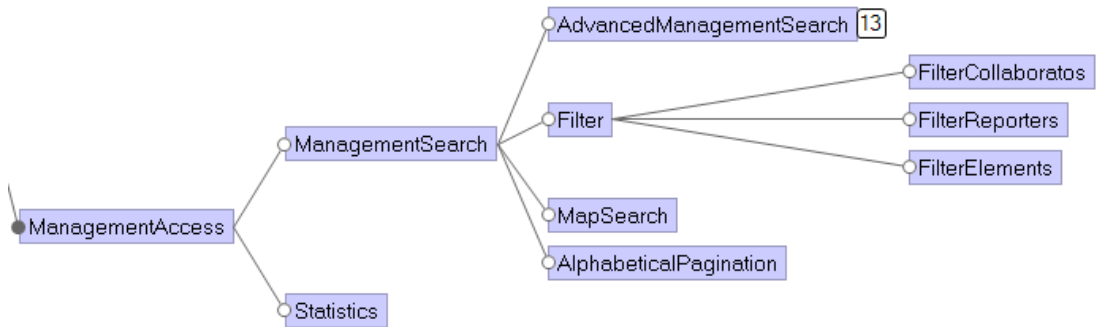 AdvancedManagementSearch 13
FilterCollaboratos
Filter
FilterReporters
ManagementSearch
FilterElements
MapSearch
ManagementAccess
AlphabeticalPagination
Statistics